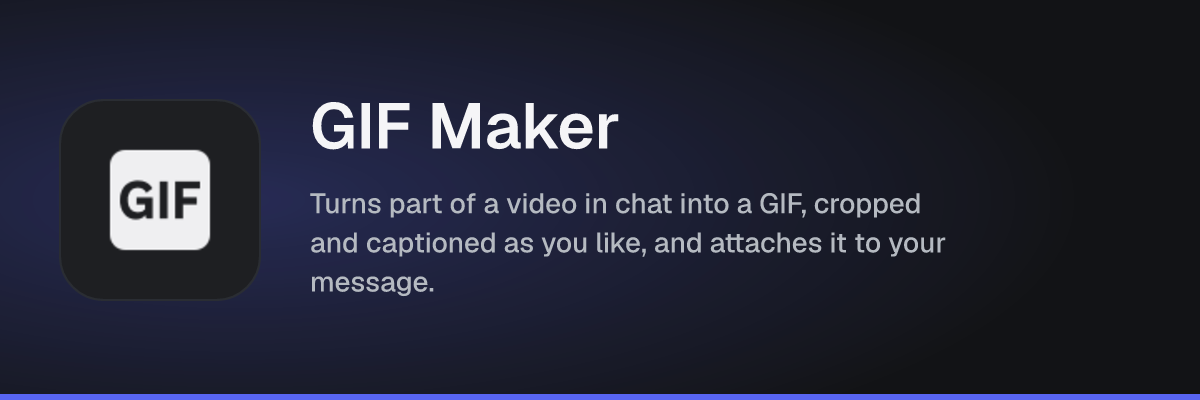 GIF
GIF Maker
Turns part of a video in chat into a GIF, cropped
and captioned as you like, and attaches it to your
message.